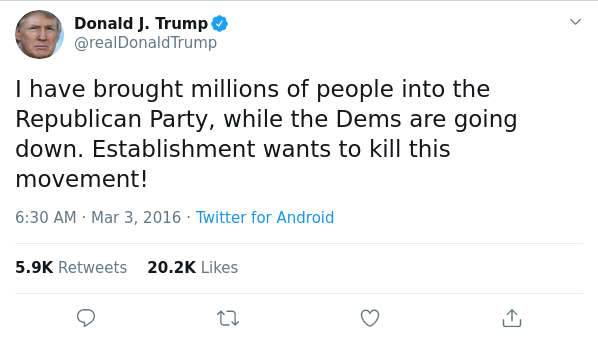 Donald J. Trump
@realDonaldTrump
I have brought millions of people into the
Republican Party, while the Dems are going
down. Establishment wants to kill this
movement!
6:30 AM · Mar 3, 2016 · Twitter for Android
5.9K Retweets 20.2K Likes